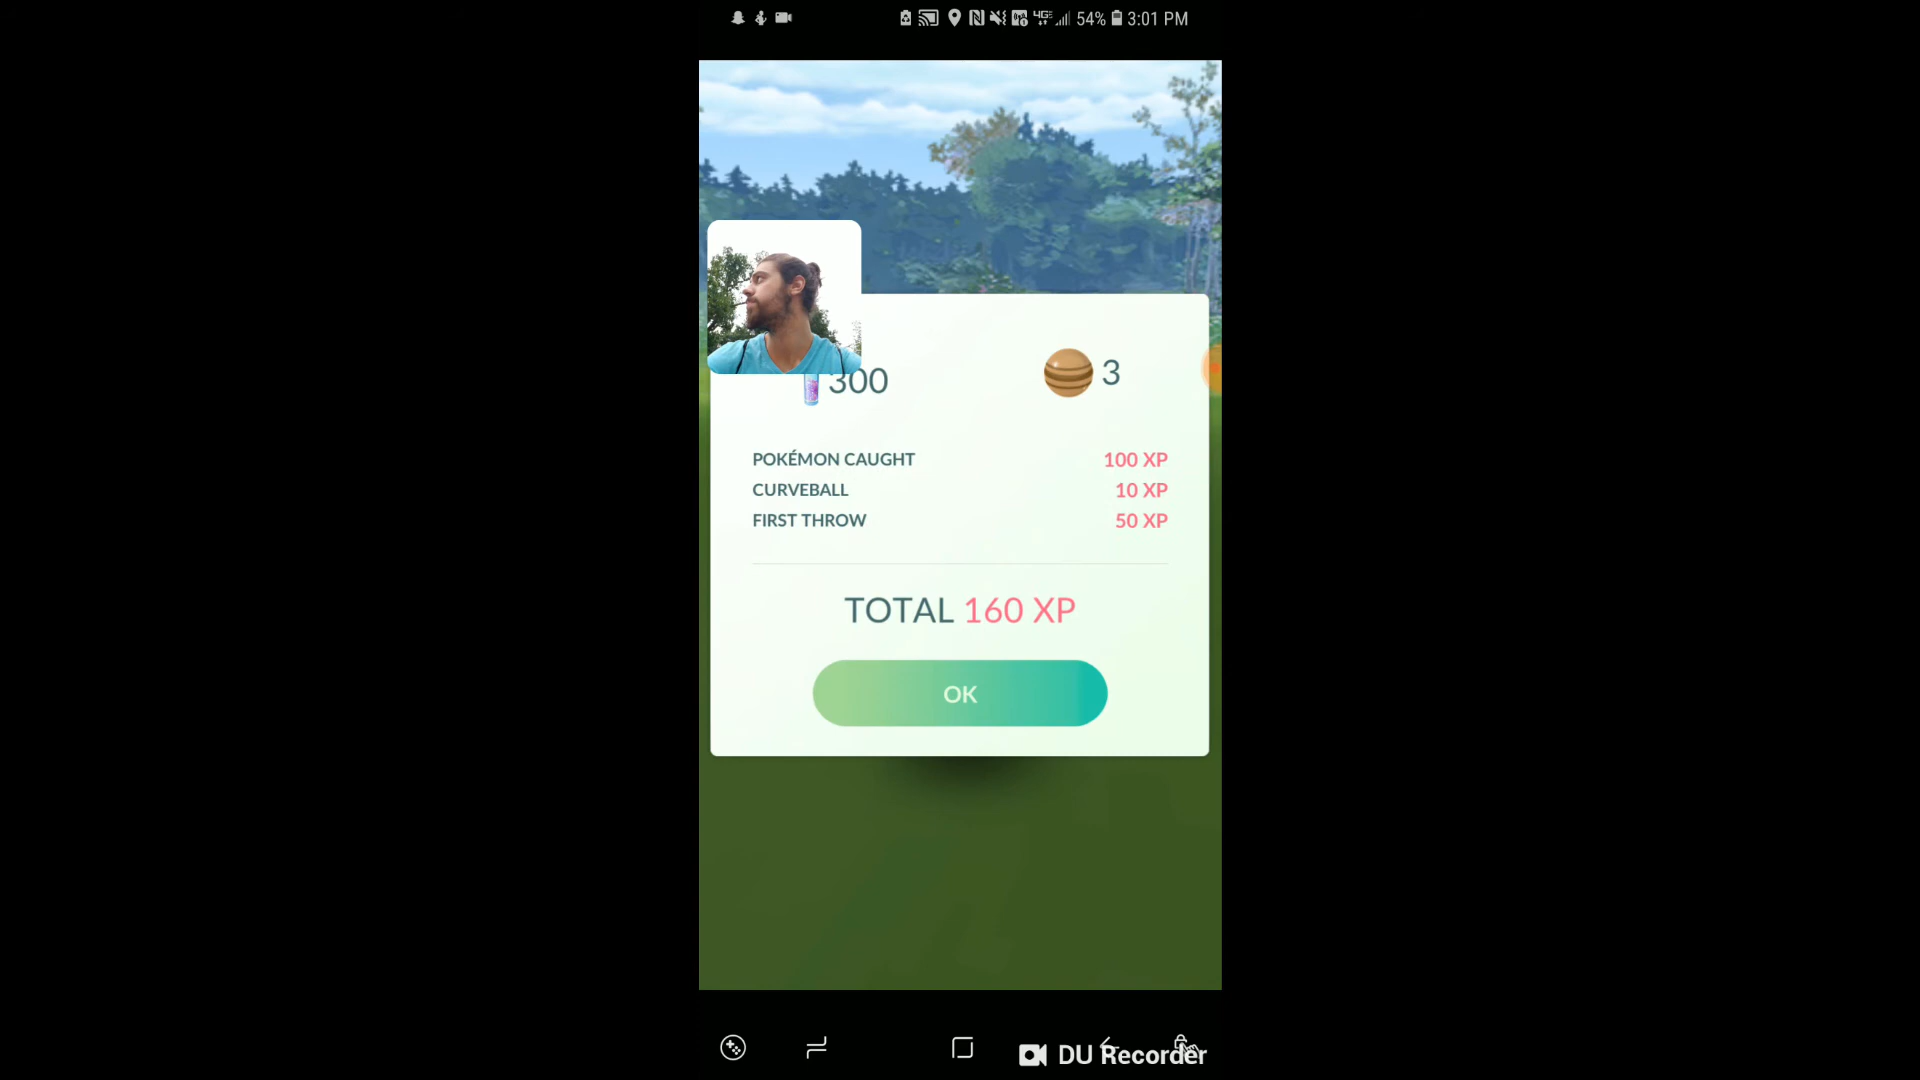 54% 3:01 PM
300 3
POKÉMON CAUGHT 100 XP
CURVEBALL 10 XP
FIRST THROW 50 XP
TOTAL 160 XP
OK
DU Recorder